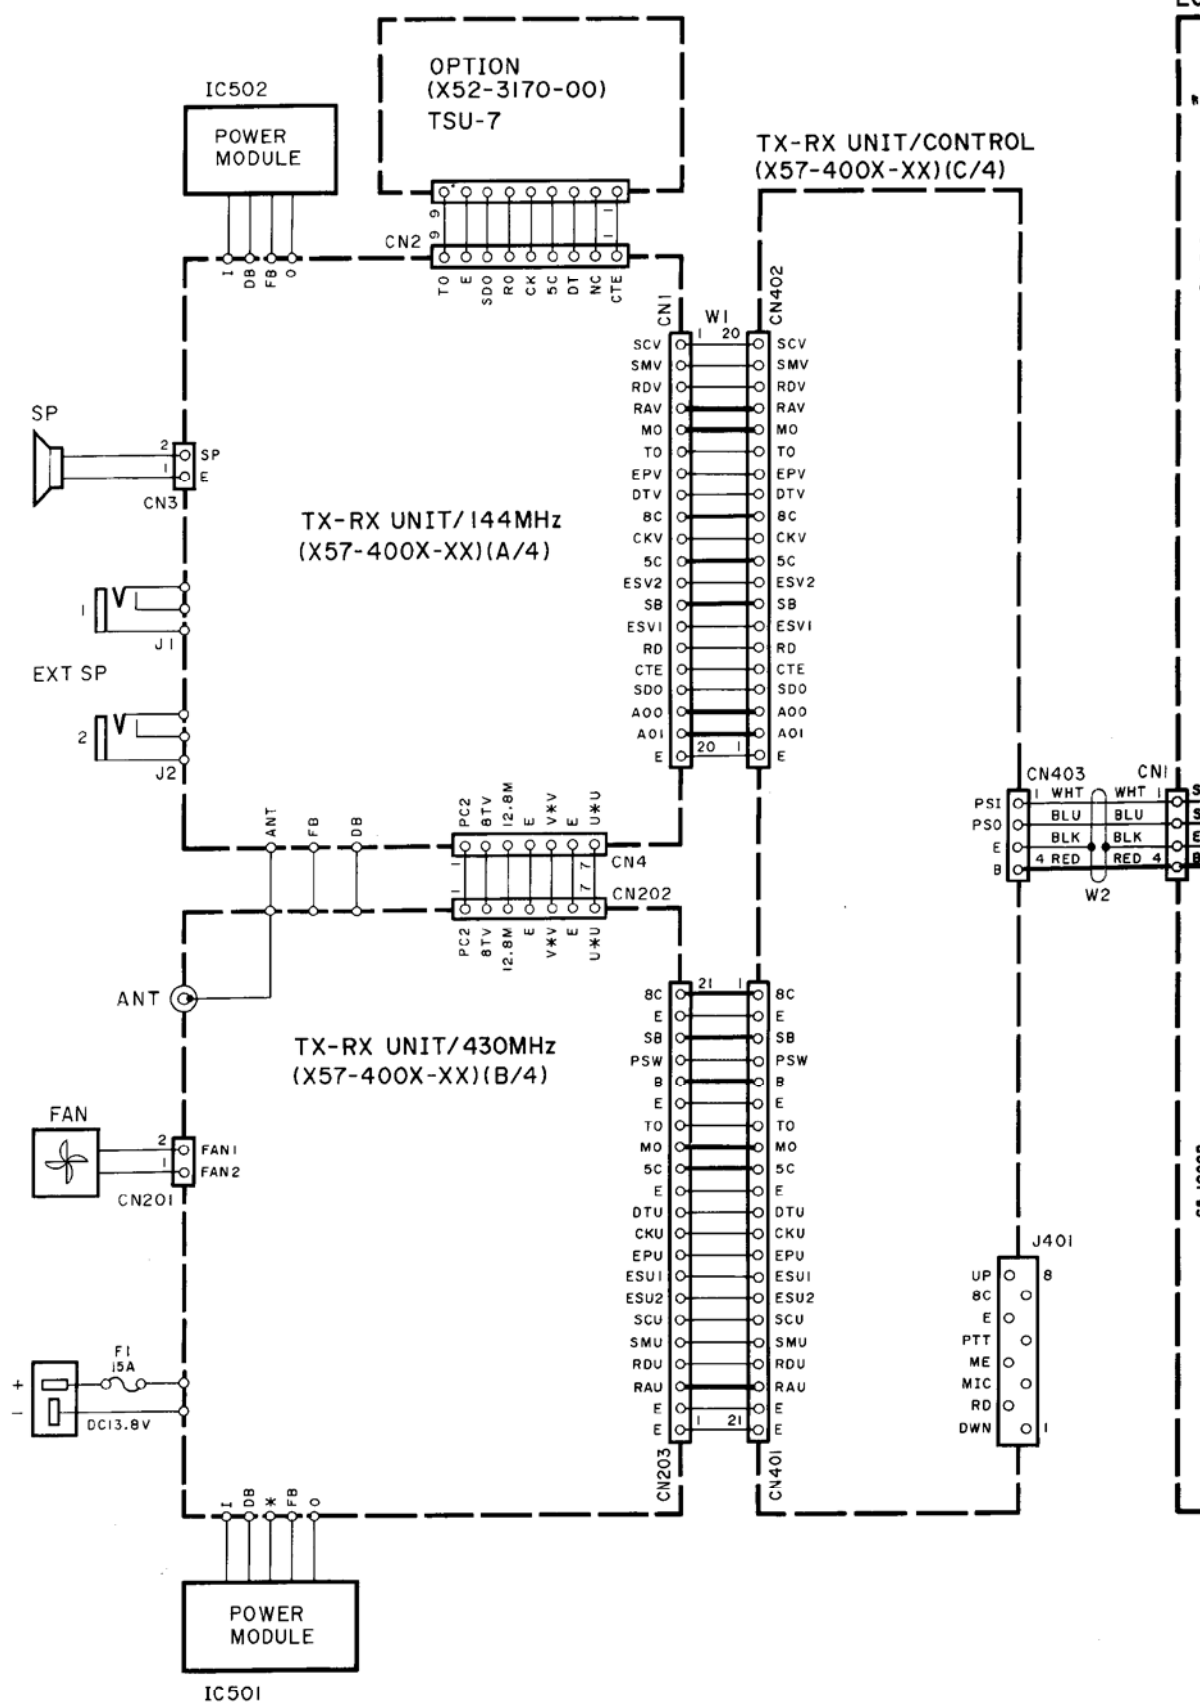 OPTION
(X52-3170-00)
TSU-7
IC502
POWER
MODULE
TX-RX UNIT/CONTROL
(X57-400X-XX)(C/4)
9
1
CN2
9
1
I
DB
FB
O
TO
E
SDO
RO
CK
5C
DT
NC
CTE
CN1
W1
CN402
1
20
SCV
SCV
SMV
SMV
RDV
RDV
RAV
RAV
MO
MO
TO
TO
EPV
EPV
DTV
DTV
8C
8C
CKV
CKV
5C
5C
ESV2
ESV2
SB
SB
ESV1
ESV1
RD
RD
CTE
CTE
SDO
SDO
AOO
AOO
AO1
AO1
E
20
1
E
SP
2
SP
1
E
CN3
TX-RX UNIT/144MHz
(X57-400X-XX)(A/4)
1
J1
EXT SP
2
J2
ANT
FB
DB
PC2
8TV
12.8M
E
V*V
E
U*U
1
7
CN4
1
7
CN202
PC2
8TV
12.8M
E
V*V
E
U*U
CN403
CN1
PSI
1
WHT
WHT
1
PSO
BLU
BLU
E
BLK
BLK
B
4
RED
RED
4
W2
ANT
TX-RX UNIT/430MHz
(X57-400X-XX)(B/4)
8C
21
1
8C
E
E
SB
SB
PSW
PSW
B
B
E
E
TO
TO
MO
MO
5C
5C
E
E
DTU
DTU
CKU
CKU
EPU
EPU
ESU1
ESU1
ESU2
ESU2
SCU
SCU
SMU
SMU
RDU
RDU
RAU
RAU
E
E
E
1
21
E
CN203
CN401
FAN
2
FAN1
1
FAN2
CN201
J401
UP
8
8C
E
PTT
ME
MIC
RD
DWN
1
F1
15A
+
-
DC13.8V
I
DB
*
FB
O
POWER
MODULE
IC501